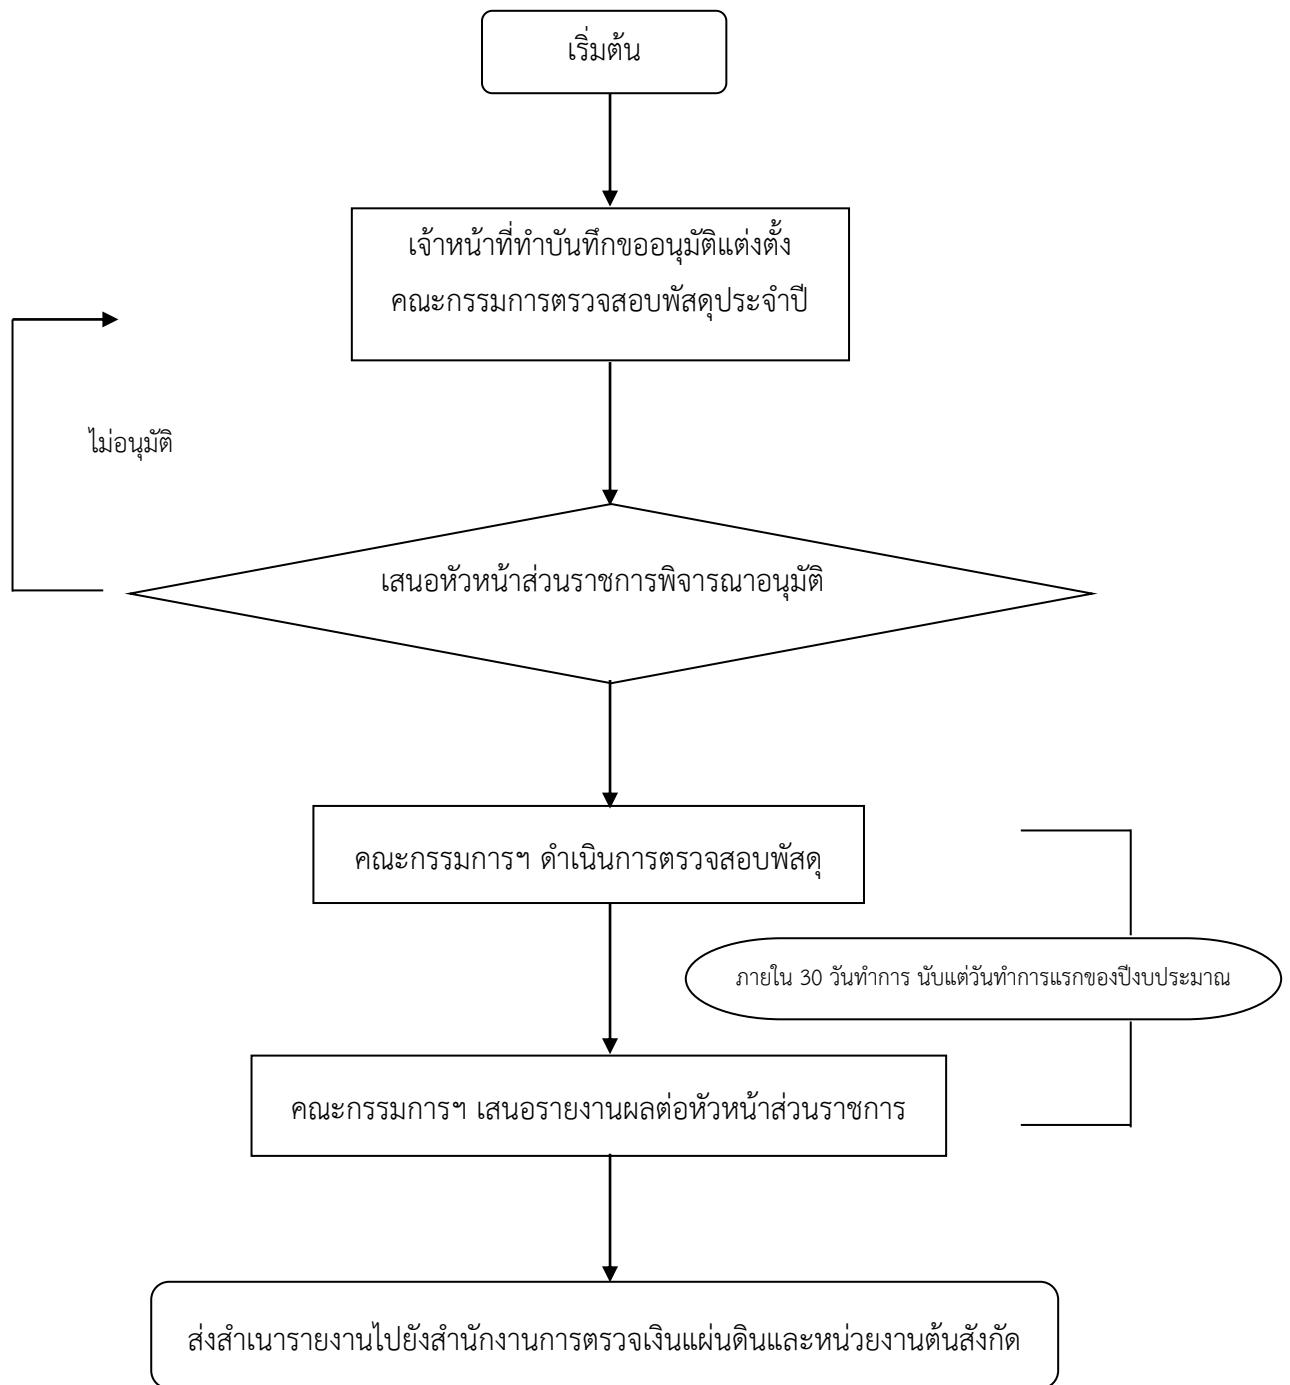 เริ่มต้น
เจ้าหน้าที่ทำบันทึกขออนุมัติแต่งตั้ง
คณะกรรมการตรวจสอบพัสดุประจำปี
ไม่อนุมัติ
เสนอหัวหน้าส่วนราชการพิจารณาอนุมัติ
คณะกรรมการฯ ดำเนินการตรวจสอบพัสดุ
ภายใน 30 วันทำการ นับแต่วันทำการแรกของปีงบประมาณ
คณะกรรมการฯ เสนอรายงานผลต่อหัวหน้าส่วนราชการ
ส่งสำเนารายงานไปยังสำนักงานการตรวจเงินแผ่นดินและหน่วยงานต้นสังกัด